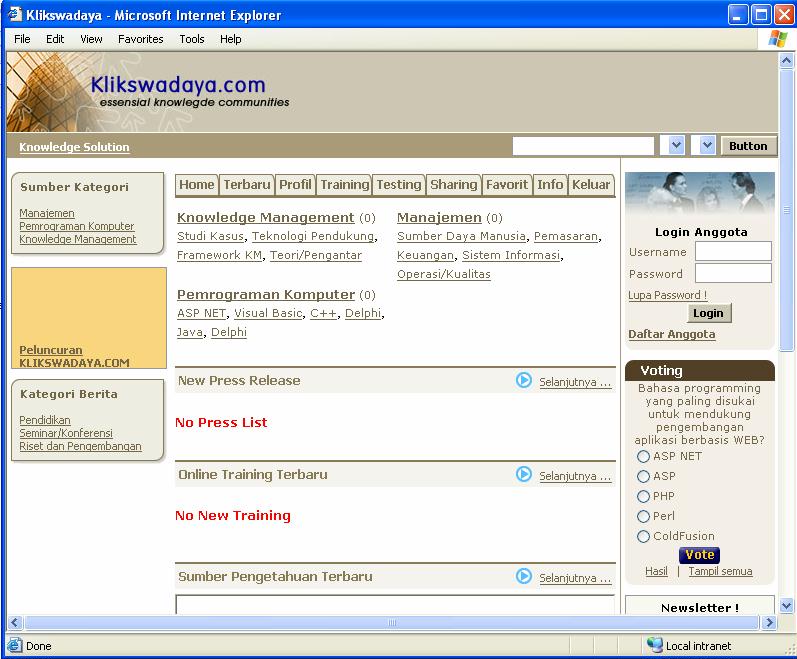 Klikswadaya - Microsoft Internet Explorer
File Edit View Favorites Tools Help
Klikswadaya.com
essensial knowlegde communities
Knowledge Solution
Button
Sumber Kategori
Manajemen
Pemrograman Komputer
Knowledge Management
Peluncuran
KLIKSWADAYA.COM
Kategori Berita
Pendidikan
Seminar/Konferensi
Riset dan Pengembangan
Home Terbaru Profil Training Testing Sharing Favorit Info Keluar
Knowledge Management (0)
Studi Kasus, Teknologi Pendukung,
Framework KM, Teori/Pengantar
Manajemen (0)
Sumber Daya Manusia, Pemasaran,
Keuangan, Sistem Informasi,
Operasi/Kualitas
Pemrograman Komputer (0)
ASP NET, Visual Basic, C++, Delphi,
Java, Delphi
New Press Release Selanjutnya ...
No Press List
Online Training Terbaru Selanjutnya ...
No New Training
Sumber Pengetahuan Terbaru Selanjutnya ...
Login Anggota
Username
Password
Lupa Password !
Login
Daftar Anggota
Voting
Bahasa programming
yang paling disukai
untuk mendukung
pengembangan
aplikasi berbasis WEB?
ASP NET
ASP
PHP
Perl
ColdFusion
Vote
Hasil | Tampil semua
Newsletter !
Done Local intranet